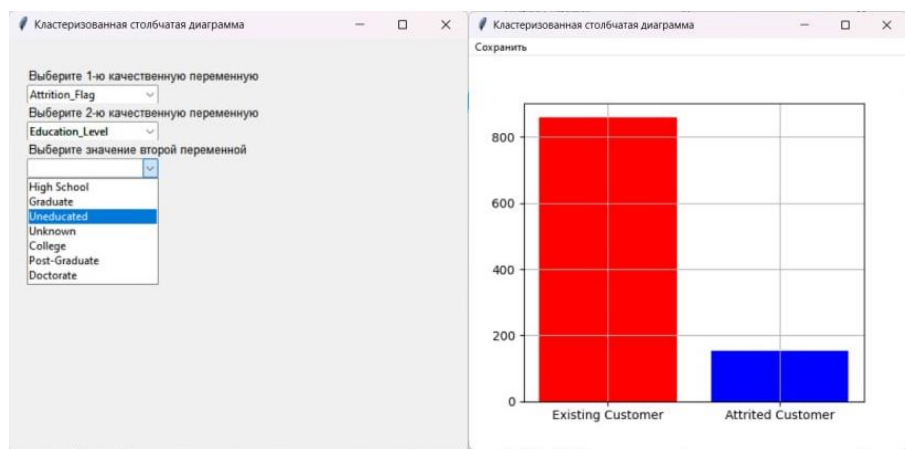 Кластеризованная столбчатая диаграмма
Выберите 1-ю качественную переменную
Attrition_Flag
Выберите 2-ю качественную переменную
Education_Level
Выберите значение второй переменной
High School
Graduate
Uneducated
Unknown
College
Post-Graduate
Doctorate
Кластеризованная столбчатая диаграмма
Сохранить
800
600
400
200
0
Existing Customer
Attrited Customer